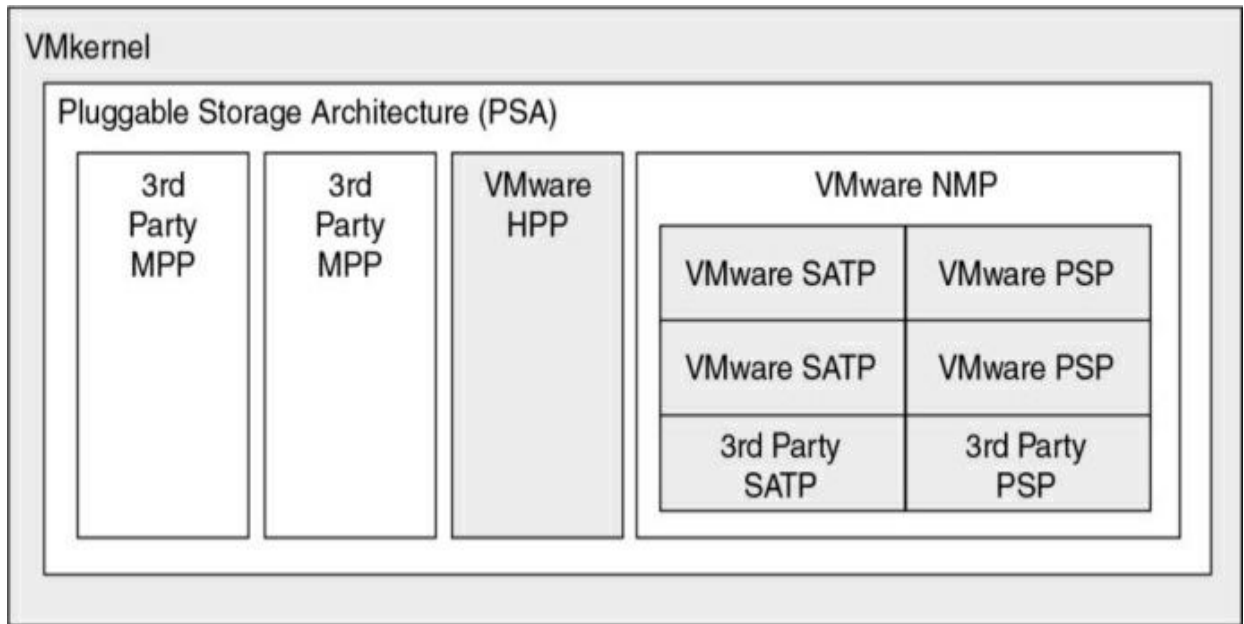 VMkernel
Pluggable Storage Architecture (PSA)
3rd
Party
MPP
3rd
Party
MPP
VMware
HPP
VMware NMP
VMware SATP
VMware PSP
VMware SATP
VMware PSP
3rd Party
SATP
3rd Party
PSP